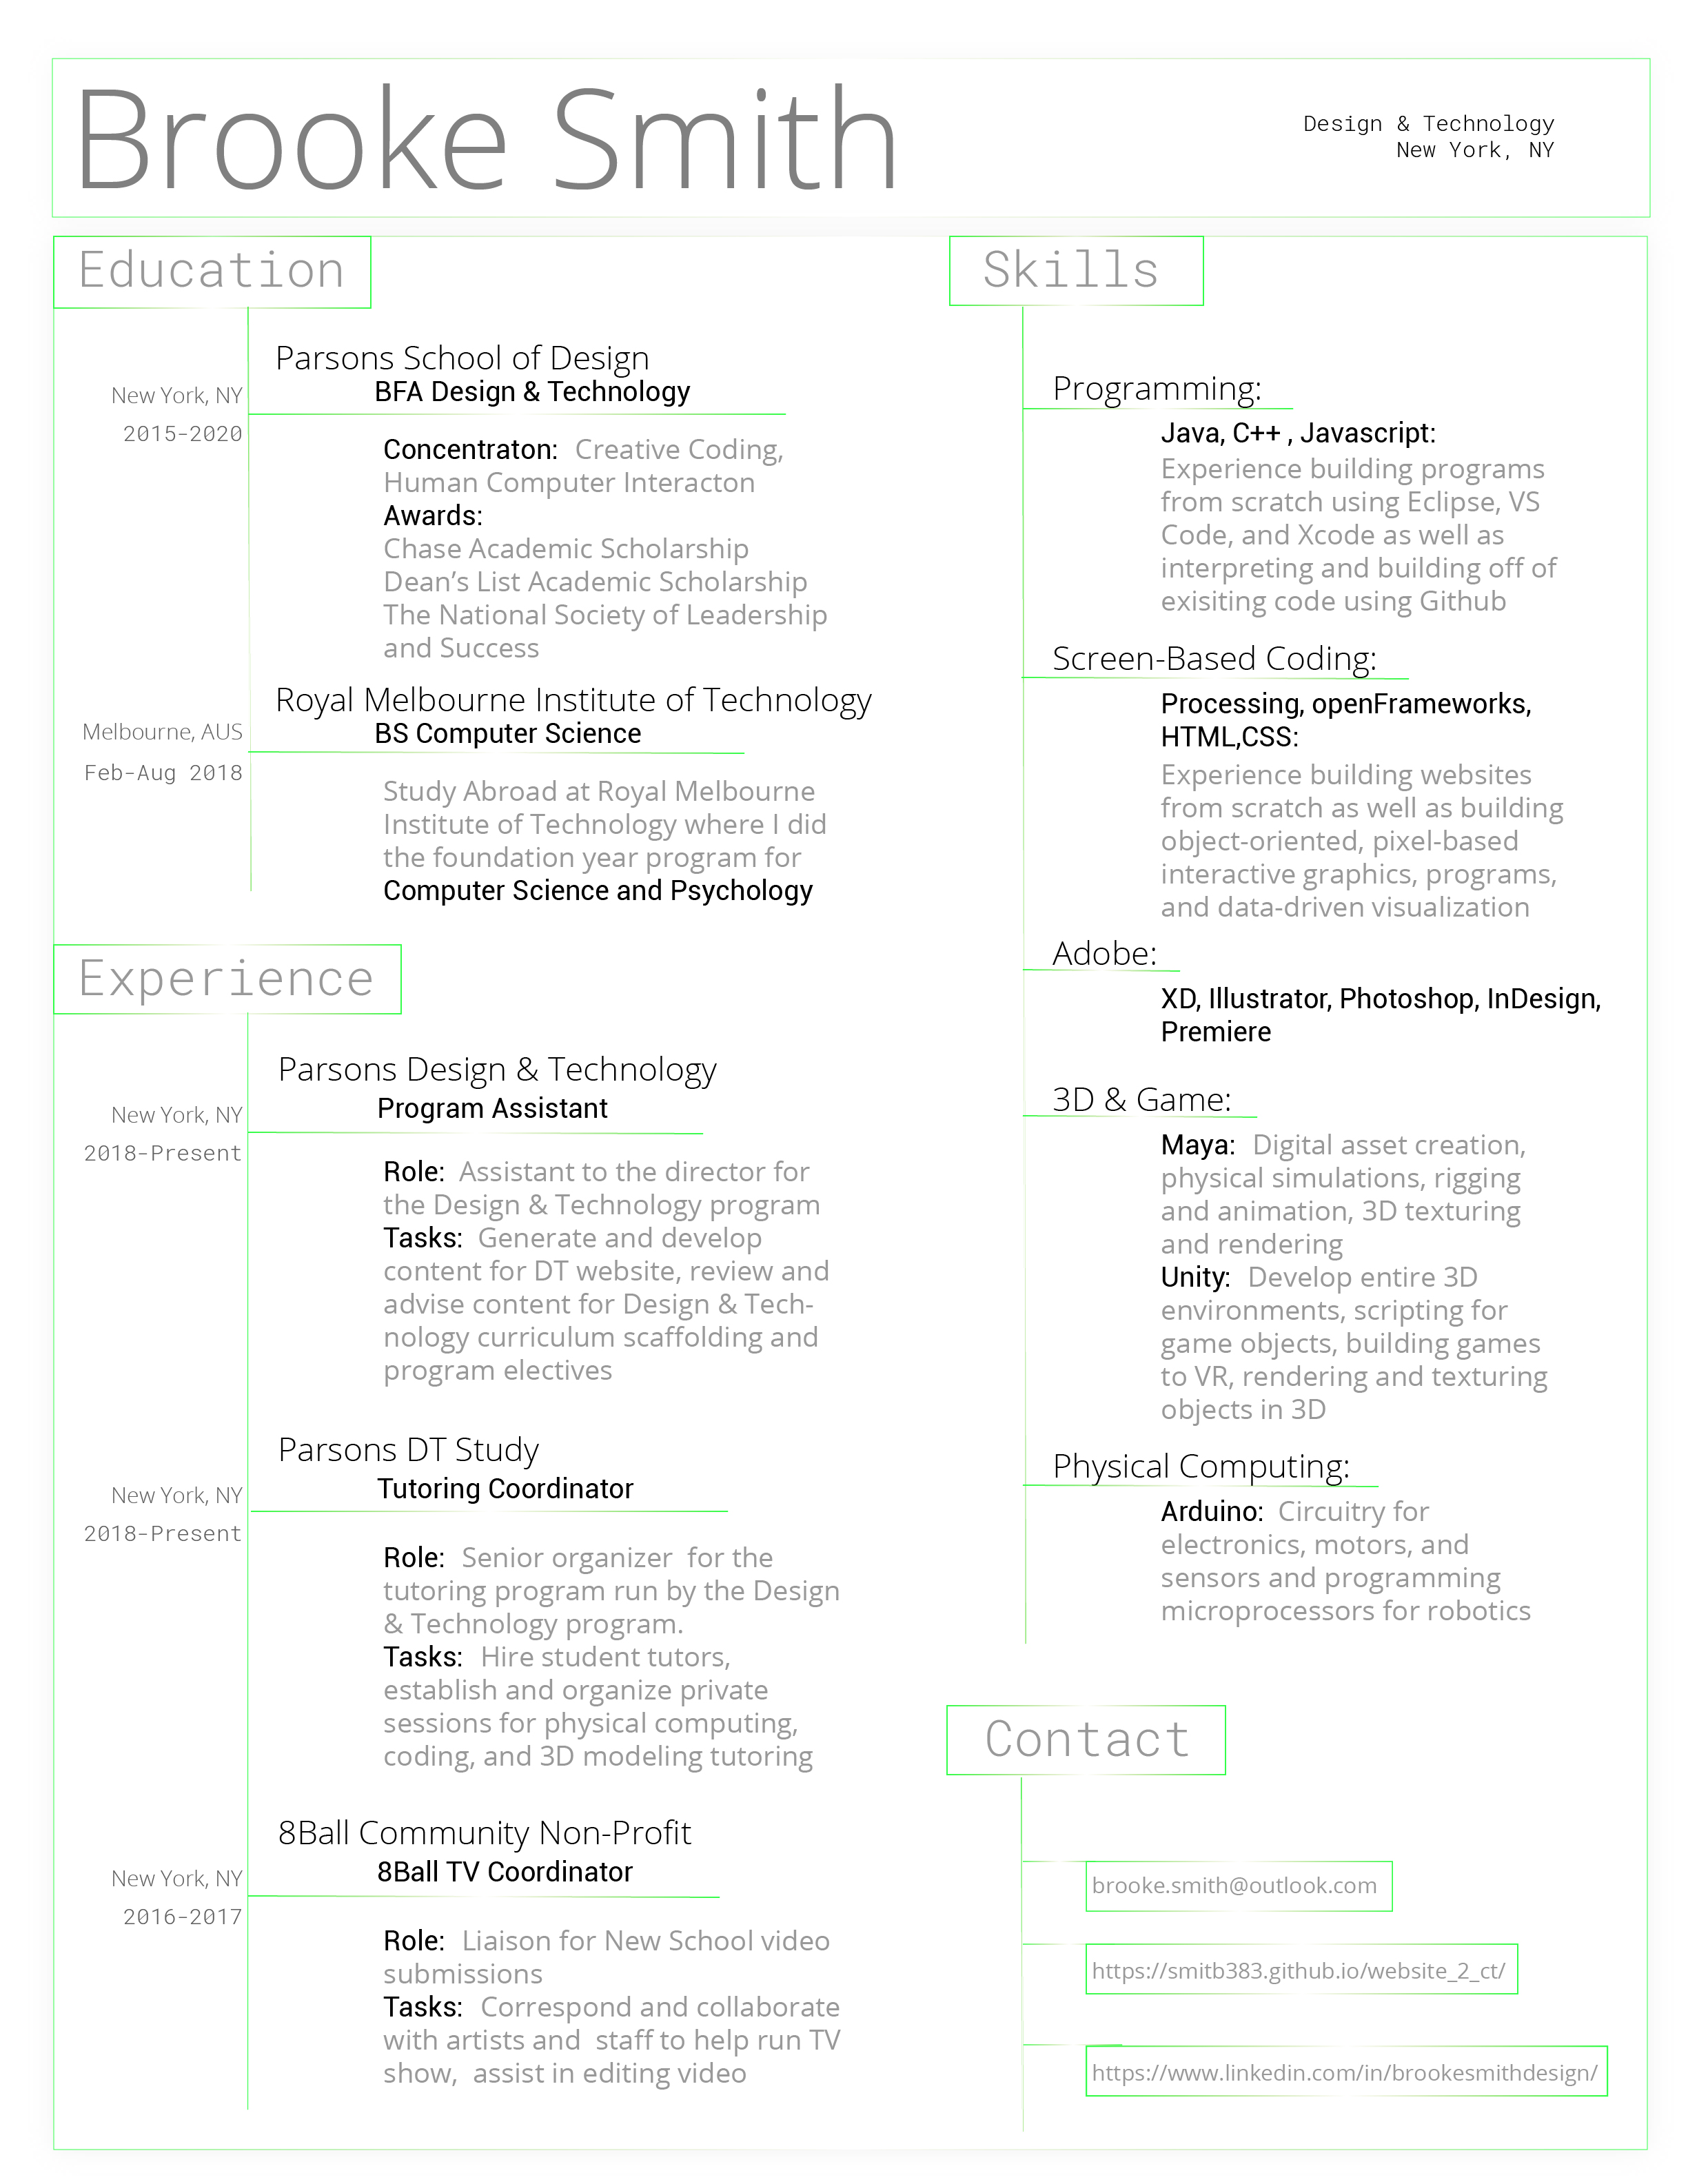 Brooke Smith
Design & Technology
New York, NY
Education
Parsons School of Design
BFA Design & Technology
New York, NY
2015-2020
Concentraton: Creative Coding,
Human Computer Interacton
Awards:
Chase Academic Scholarship
Dean’s List Academic Scholarship
The National Society of Leadership
and Success
Royal Melbourne Institute of Technology
BS Computer Science
Melbourne, AUS
Feb-Aug 2018
Study Abroad at Royal Melbourne
Institute of Technology where I did
the foundation year program for
Computer Science and Psychology
Experience
Parsons Design & Technology
Program Assistant
New York, NY
2018-Present
Role: Assistant to the director for
the Design & Technology program
Tasks: Generate and develop
content for DT website, review and
advise content for Design & Tech-
nology curriculum scaffolding and
program electives
Parsons DT Study
Tutoring Coordinator
New York, NY
2018-Present
Role: Senior organizer for the
tutoring program run by the Design
& Technology program.
Tasks: Hire student tutors,
establish and organize private
sessions for physical computing,
coding, and 3D modeling tutoring
8Ball Community Non-Profit
8Ball TV Coordinator
New York, NY
2016-2017
Role: Liaison for New School video
submissions
Tasks: Correspond and collaborate
with artists and staff to help run TV
show, assist in editing video
Skills
Programming:
Java, C++ , Javascript:
Experience building programs
from scratch using Eclipse, VS
Code, and Xcode as well as
interpreting and building off of
exisiting code using Github
Screen-Based Coding:
Processing, openFrameworks,
HTML,CSS:
Experience building websites
from scratch as well as building
object-oriented, pixel-based
interactive graphics, programs,
and data-driven visualization
Adobe:
XD, Illustrator, Photoshop, InDesign,
Premiere
3D & Game:
Maya: Digital asset creation,
physical simulations, rigging
and animation, 3D texturing
and rendering
Unity: Develop entire 3D
environments, scripting for
game objects, building games
to VR, rendering and texturing
objects in 3D
Physical Computing:
Arduino: Circuitry for
electronics, motors, and
sensors and programming
microprocessors for robotics
Contact
brooke.smith@outlook.com
https://smitb383.github.io/website_2_ct/
https://www.linkedin.com/in/brookesmithdesign/